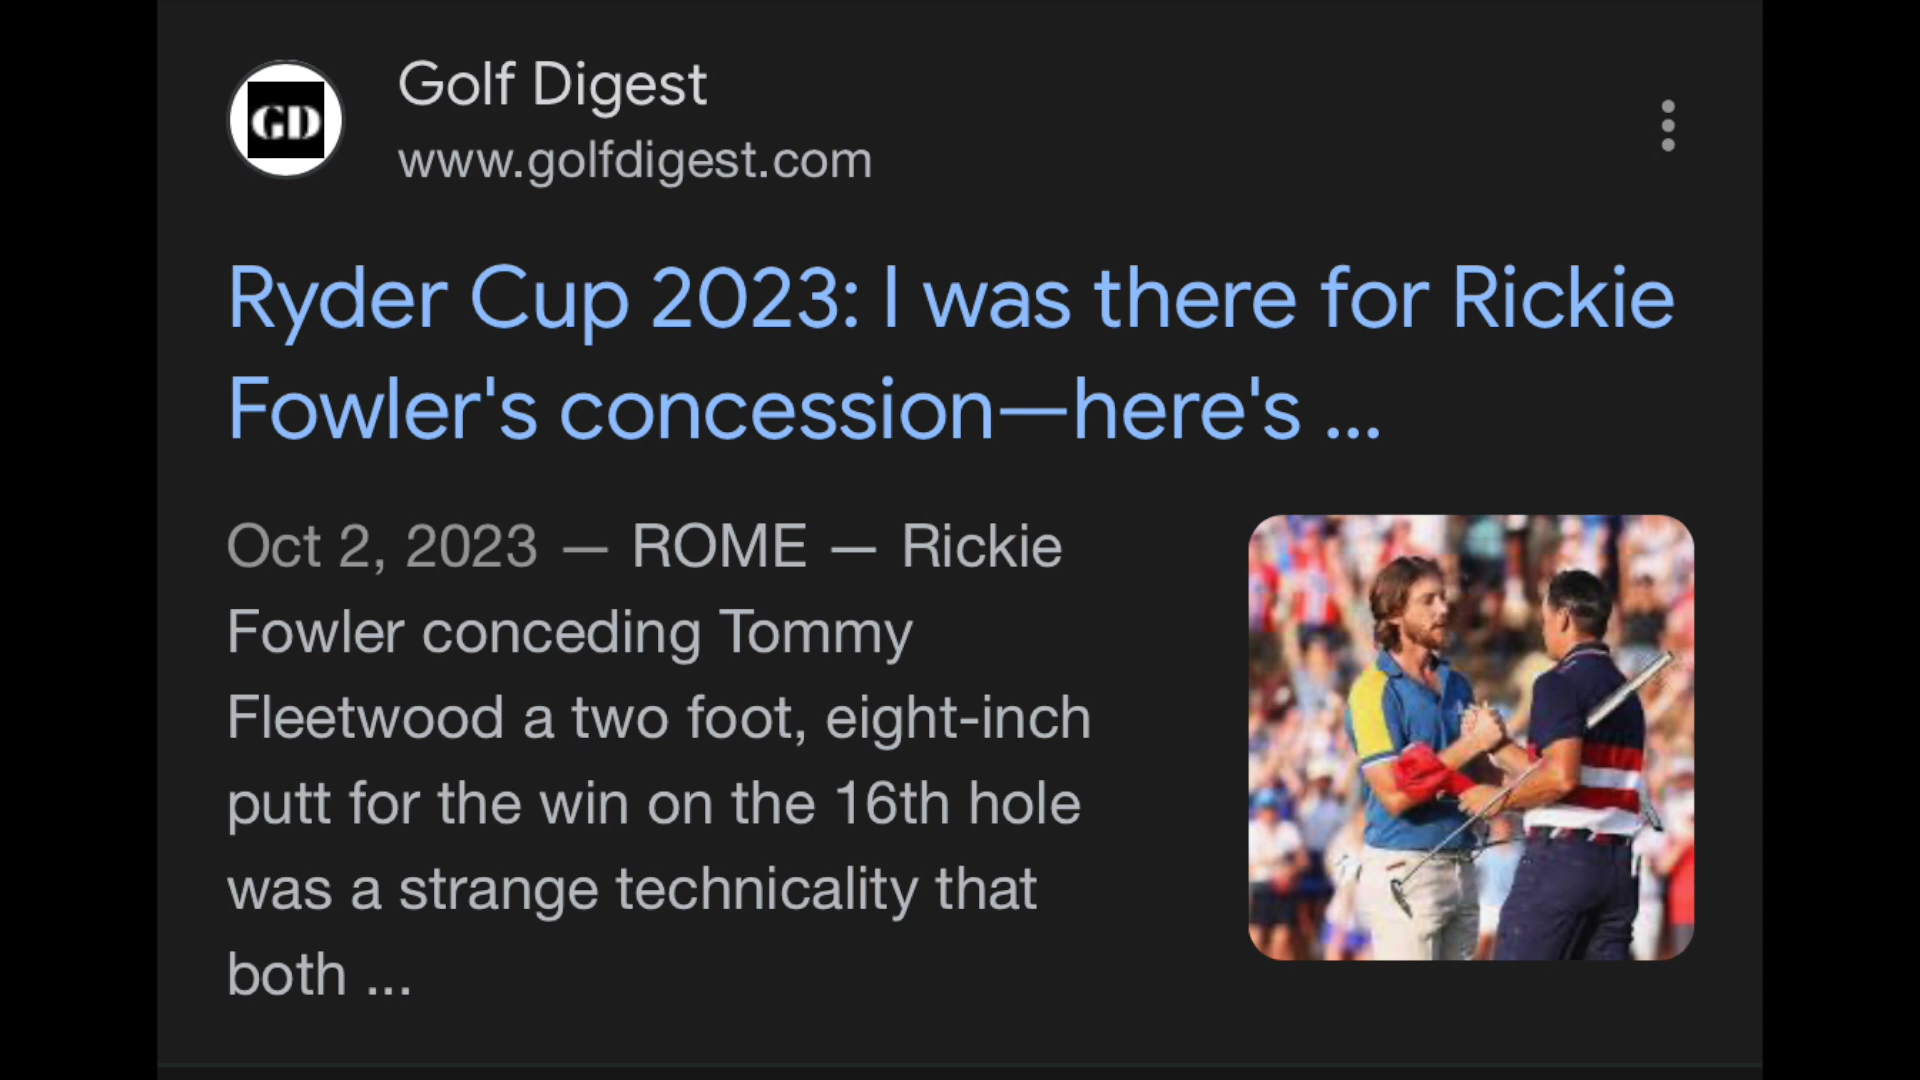 GD
Golf Digest
www.golfdigest.com
Ryder Cup 2023: I was there for Rickie
Fowler's concession—here's ...
Oct 2, 2023 — ROME — Rickie
Fowler conceding Tommy
Fleetwood a two foot, eight-inch
putt for the win on the 16th hole
was a strange technicality that
both ...